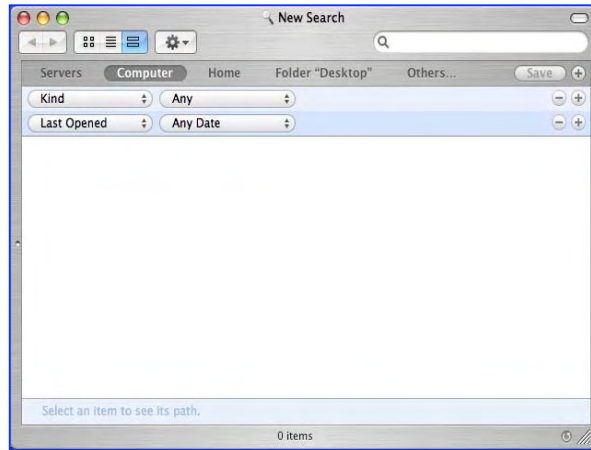 New Search
Servers Computer Home Folder "Desktop" Others... Save
Kind Any
Last Opened Any Date
Select an item to see its path.
0 items